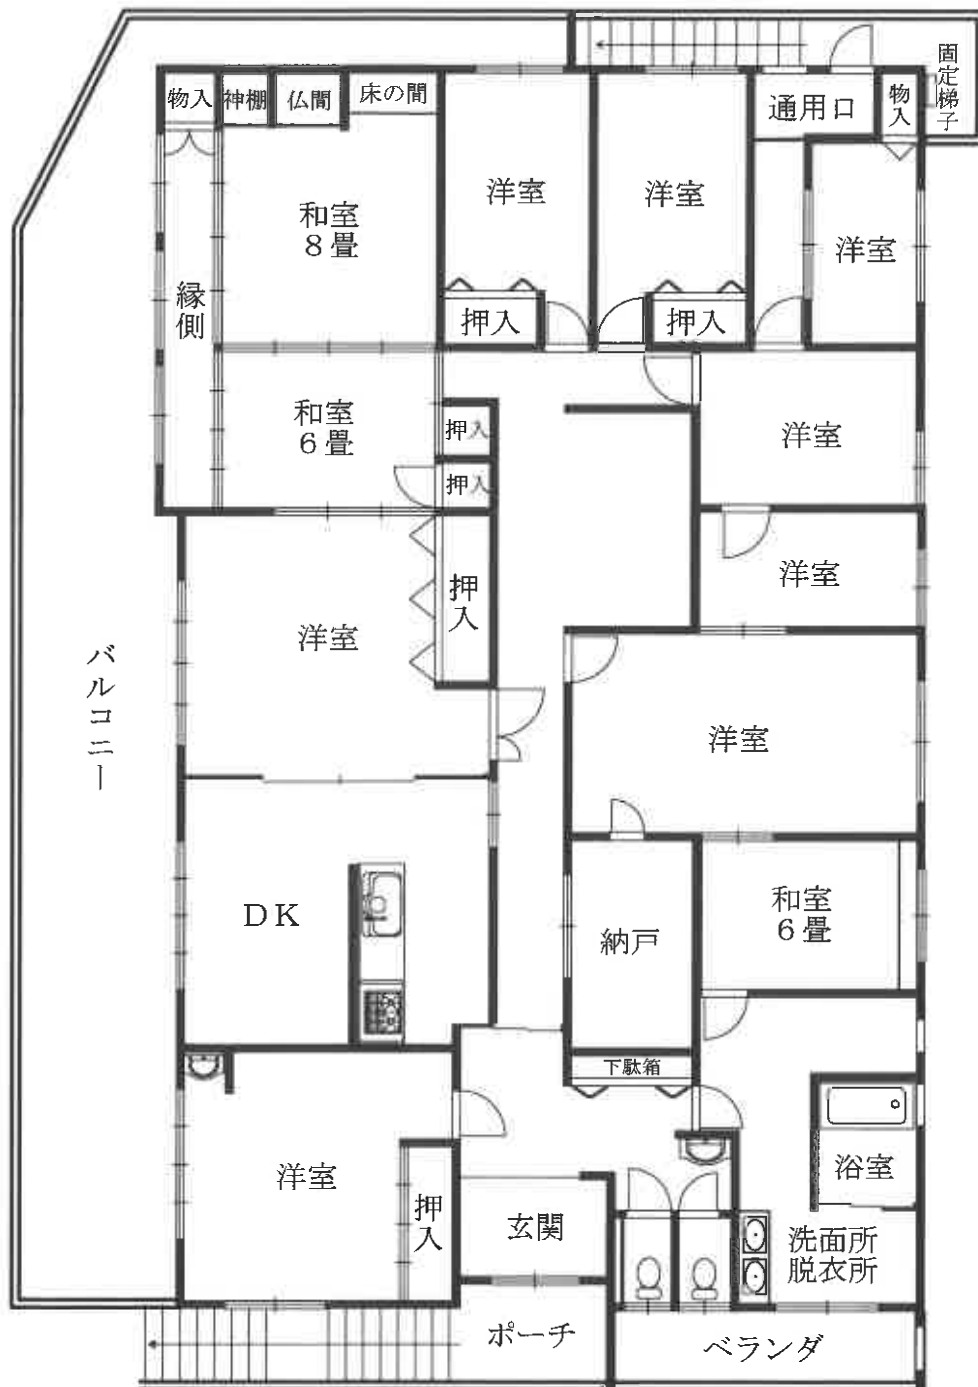 物入
神棚
仏間
床の間
通用口
物入
固定梯子
洋室
洋室
和室
8畳
洋室
縁側
押入
押入
和室
6畳
押入
洋室
押入
洋室
押入
洋室
バルコニー
洋室
DK
和室
6畳
納戸
下駄箱
浴室
洋室
押入
玄関
洗面所
脱衣所
ポーチ
ベランダ